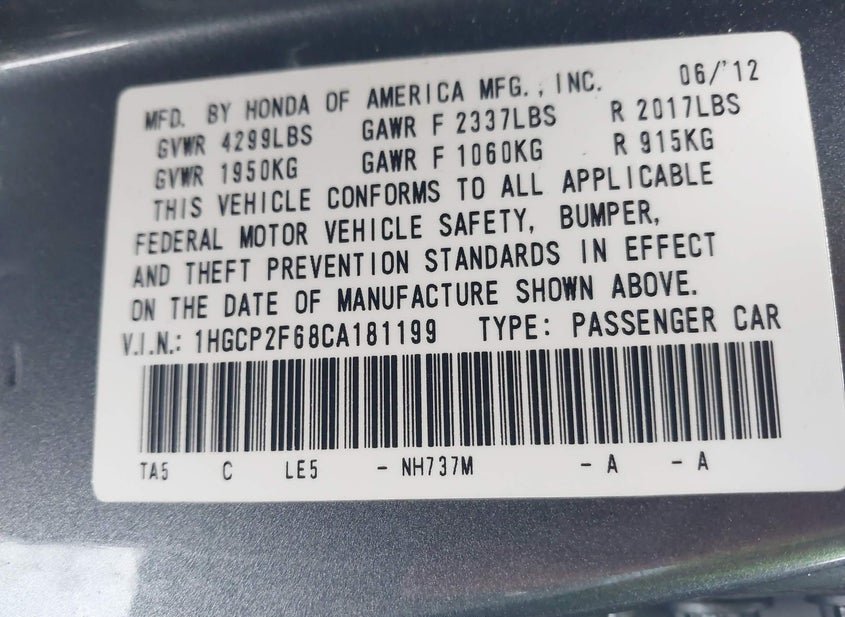 MFD. BY HONDA OF AMERICA MFG., INC. 06/'12
GVWR 4299LBS GAWR F 2337LBS R 2017LBS
GVWR 1950KG GAWR F 1060KG R 915KG
THIS VEHICLE CONFORMS TO ALL APPLICABLE
FEDERAL MOTOR VEHICLE SAFETY, BUMPER,
AND THEFT PREVENTION STANDARDS IN EFFECT
ON THE DATE OF MANUFACTURE SHOWN ABOVE.
V.I.N.: 1HGCP2F68CA181199 TYPE: PASSENGER CAR
TA5 C LE5 - NH737M - A - A